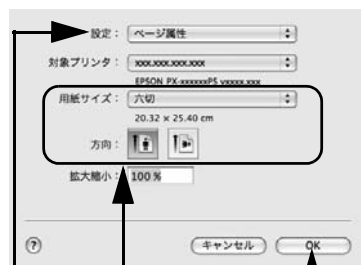 設定： ページ属性
対象プリンタ： xxx.xxx.xxx.xxx
EPSON PX-xxxxxxPS vxxxx.xxx
用紙サイズ： 六切
20.32 x 25.40 cm
方向：
拡大縮小： 100 %
? キャンセル OK